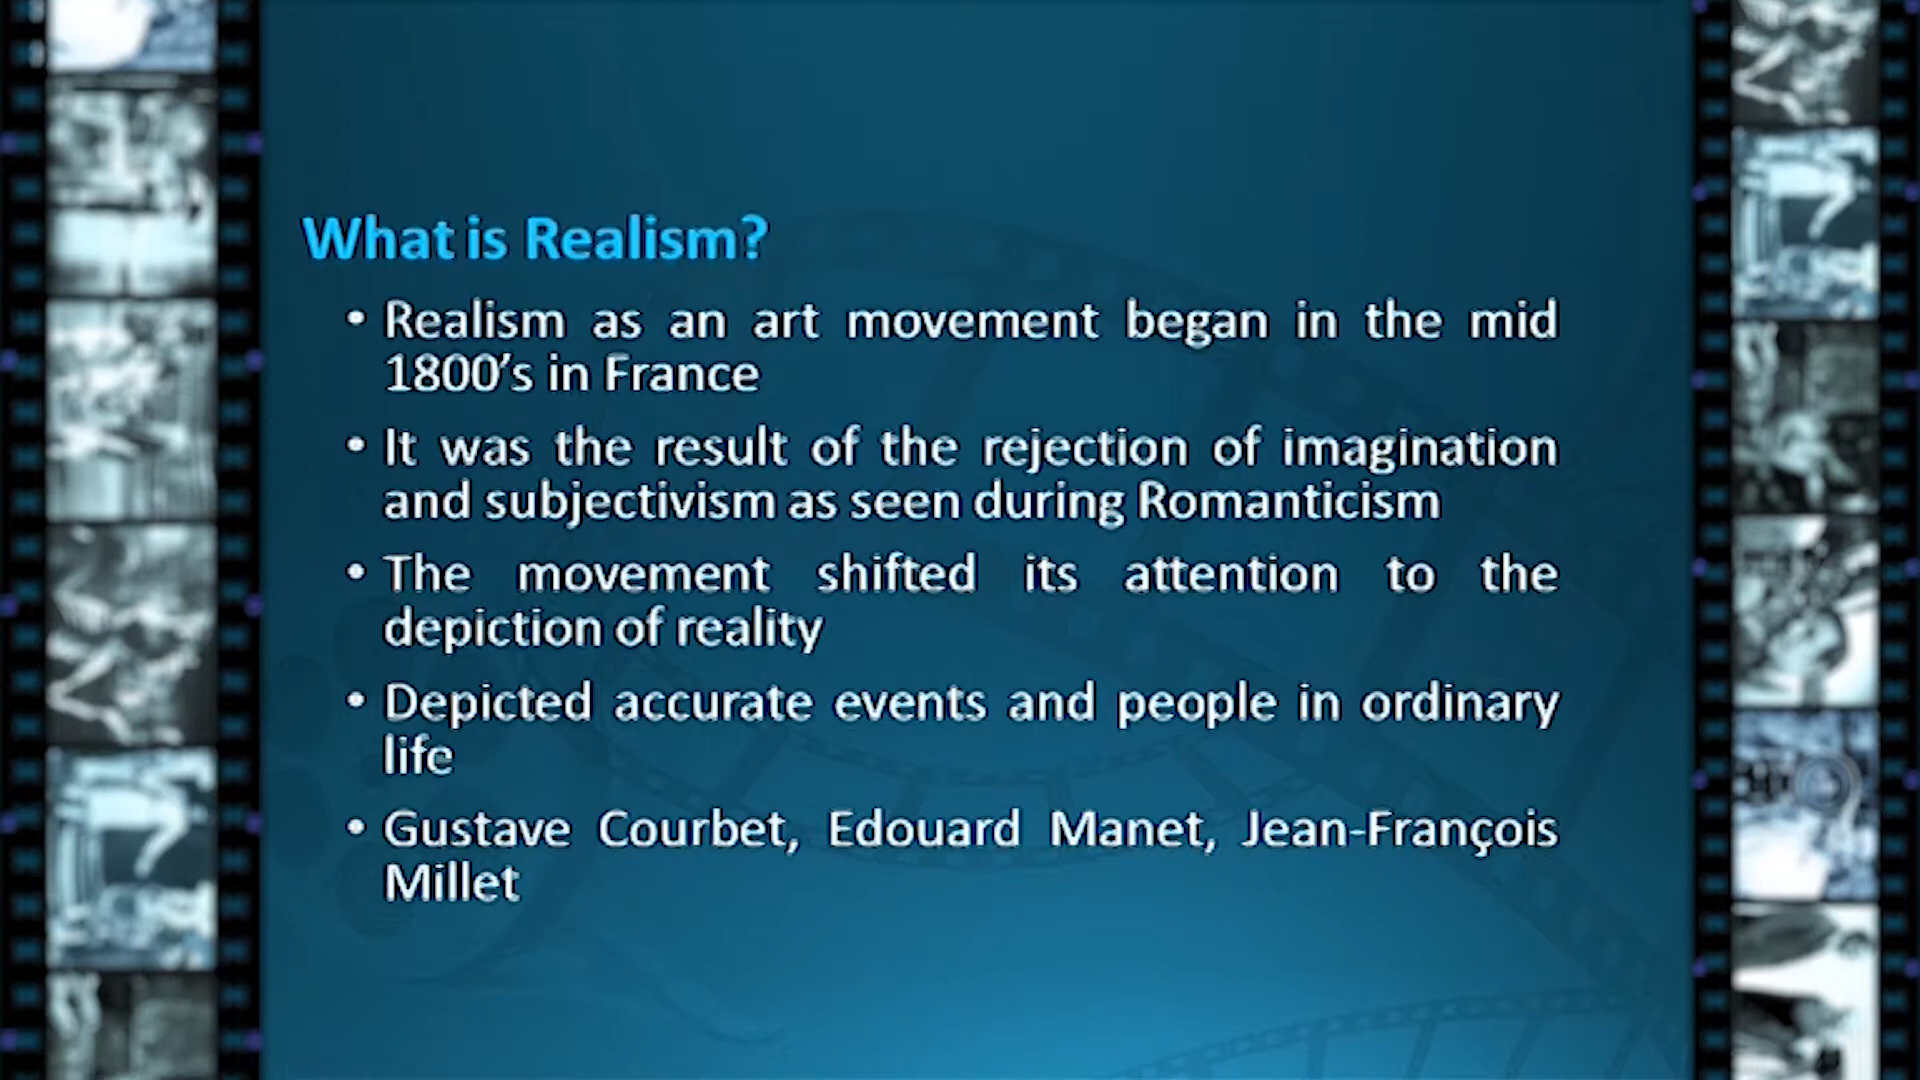 What is Realism?
• Realism as an art movement began in the mid
1800’s in France
• It was the result of the rejection of imagination
and subjectivism as seen during Romanticism
• The movement shifted its attention to the
depiction of reality
• Depicted accurate events and people in ordinary
life
• Gustave Courbet, Edouard Manet, Jean-François
Millet